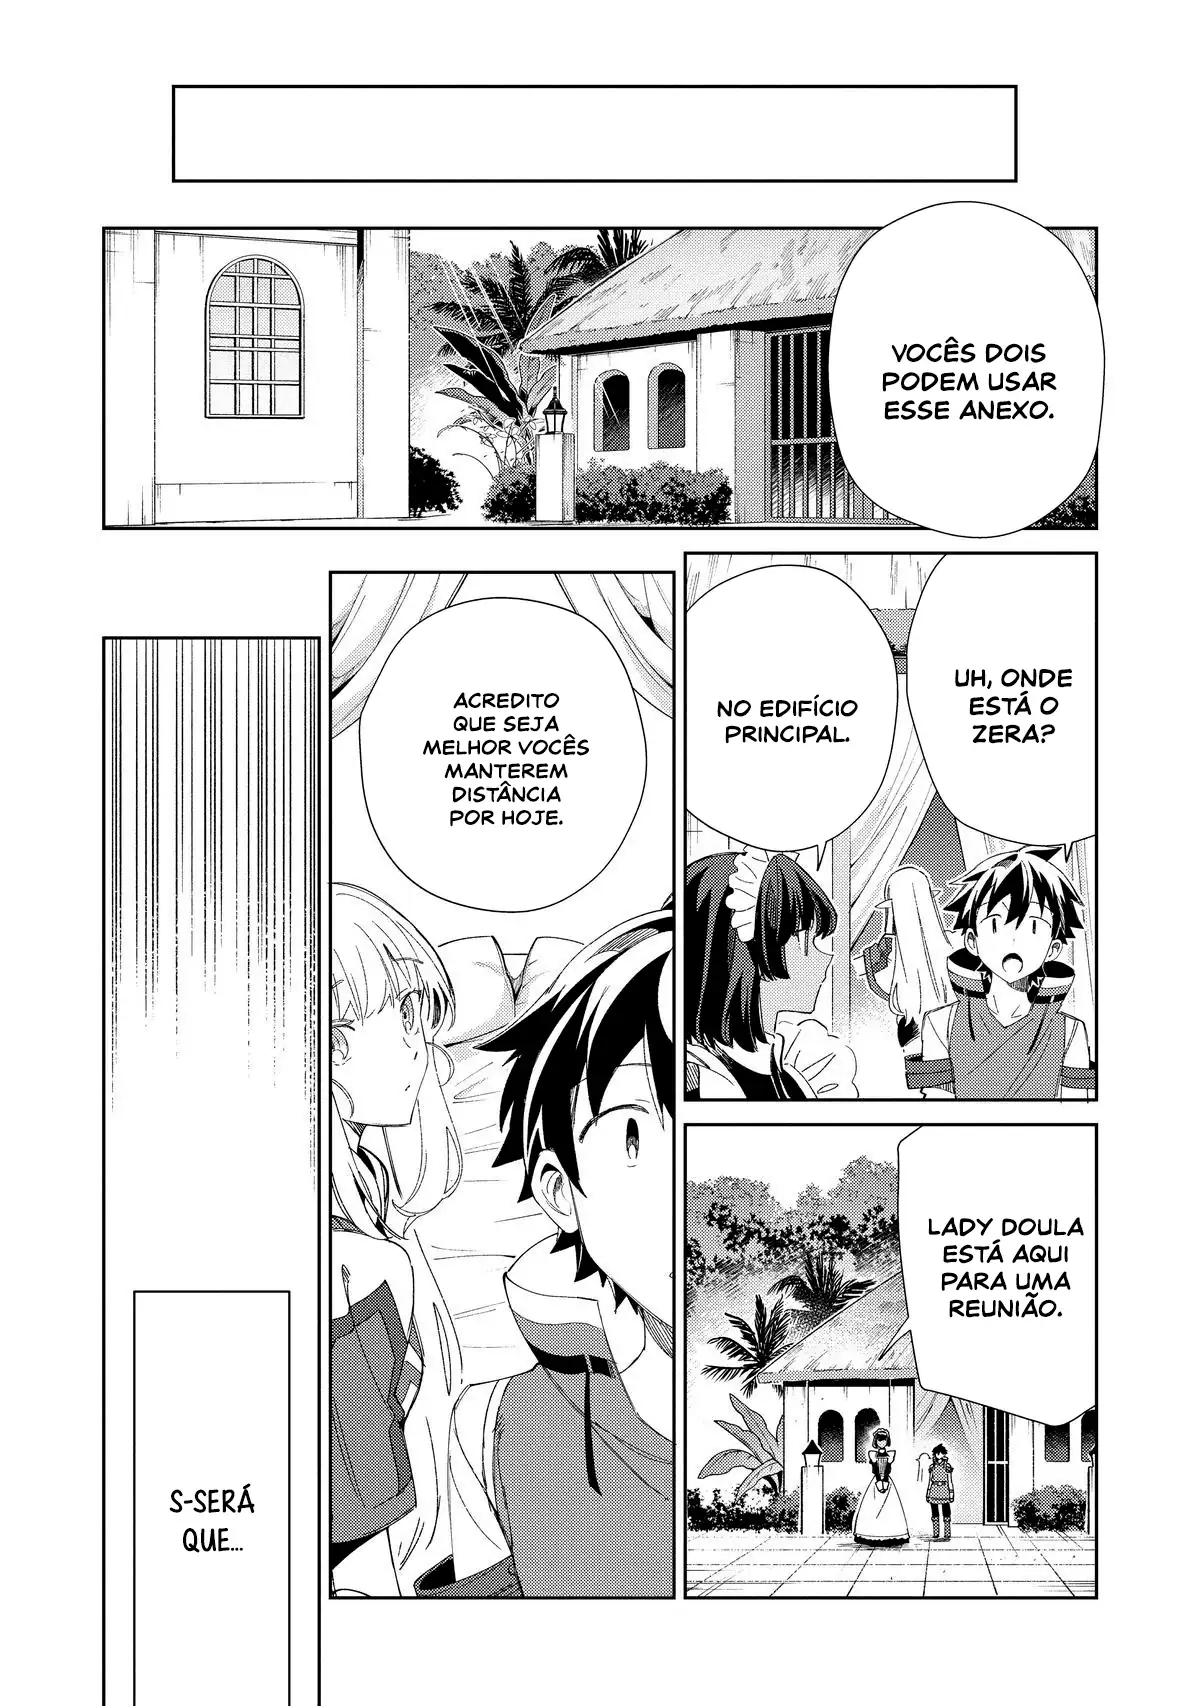 VOCÊS DOIS
PODEM USAR
ESSE ANEXO.
UH, ONDE
ESTÁ O
ZERA?
NO EDIFÍCIO
PRINCIPAL.
LADY DOULA
ESTÁ AQUI
PARA UMA
REUNIÃO.
ACREDITO
QUE SEJA
MELHOR VOCÊS
MANTEREM
DISTÂNCIA
POR HOJE.
S-SERÁ
QUE...